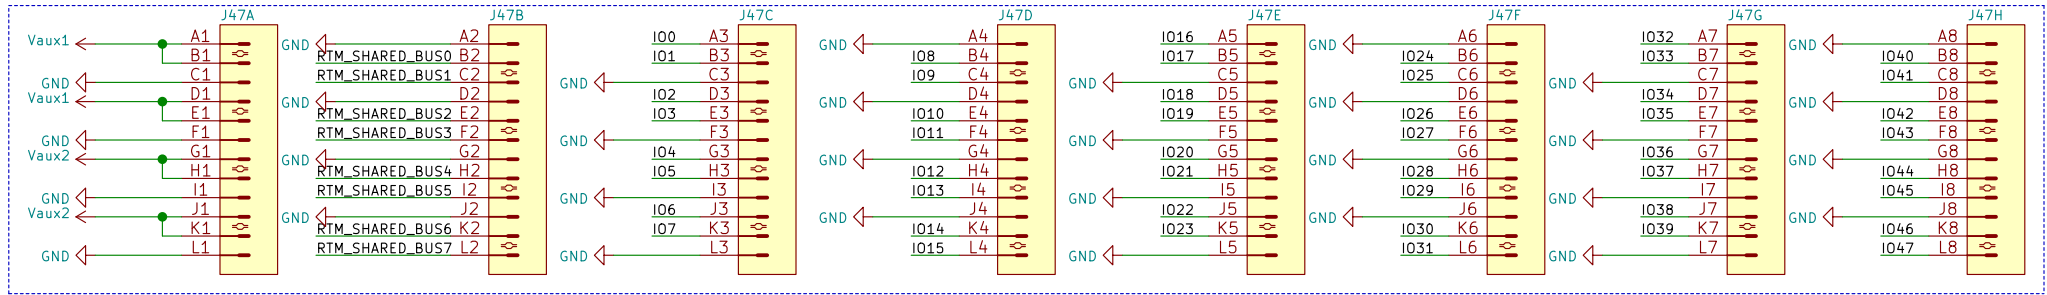 J47A J47B J47C J47D J47E J47F J47G J47H
Vaux1 A1 GND A2 IO0 A3 GND A4 IO16 A5 GND A6 IO32 A7 GND A8
B1 RTM_SHARED_BUS0 B2 IO1 B3 IO8 B4 IO17 B5 IO24 B6 IO33 B7 IO40 B8
GND C1 RTM_SHARED_BUS1 C2 GND C3 IO9 C4 GND C5 IO25 C6 GND C7 IO41 C8
Vaux1 D1 GND D2 IO2 D3 GND D4 IO18 D5 GND D6 IO34 D7 GND D8
E1 RTM_SHARED_BUS2 E2 IO3 E3 IO10 E4 IO19 E5 IO26 E6 IO35 E7 IO42 E8
GND F1 RTM_SHARED_BUS3 F2 GND F3 IO11 F4 GND F5 IO27 F6 GND F7 IO43 F8
Vaux2 G1 GND G2 IO4 G3 GND G4 IO20 G5 GND G6 IO36 G7 GND G8
H1 RTM_SHARED_BUS4 H2 IO5 H3 IO12 H4 IO21 H5 IO28 H6 IO37 H7 IO44 H8
GND I1 RTM_SHARED_BUS5 I2 GND I3 IO13 I4 GND I5 IO29 I6 GND I7 IO45 I8
Vaux2 J1 GND J2 IO6 J3 GND J4 IO22 J5 GND J6 IO38 J7 GND J8
K1 RTM_SHARED_BUS6 K2 IO7 K3 IO14 K4 IO23 K5 IO30 K6 IO39 K7 IO46 K8
GND L1 RTM_SHARED_BUS7 L2 GND L3 IO15 L4 GND L5 IO31 L6 GND L7 IO47 L8